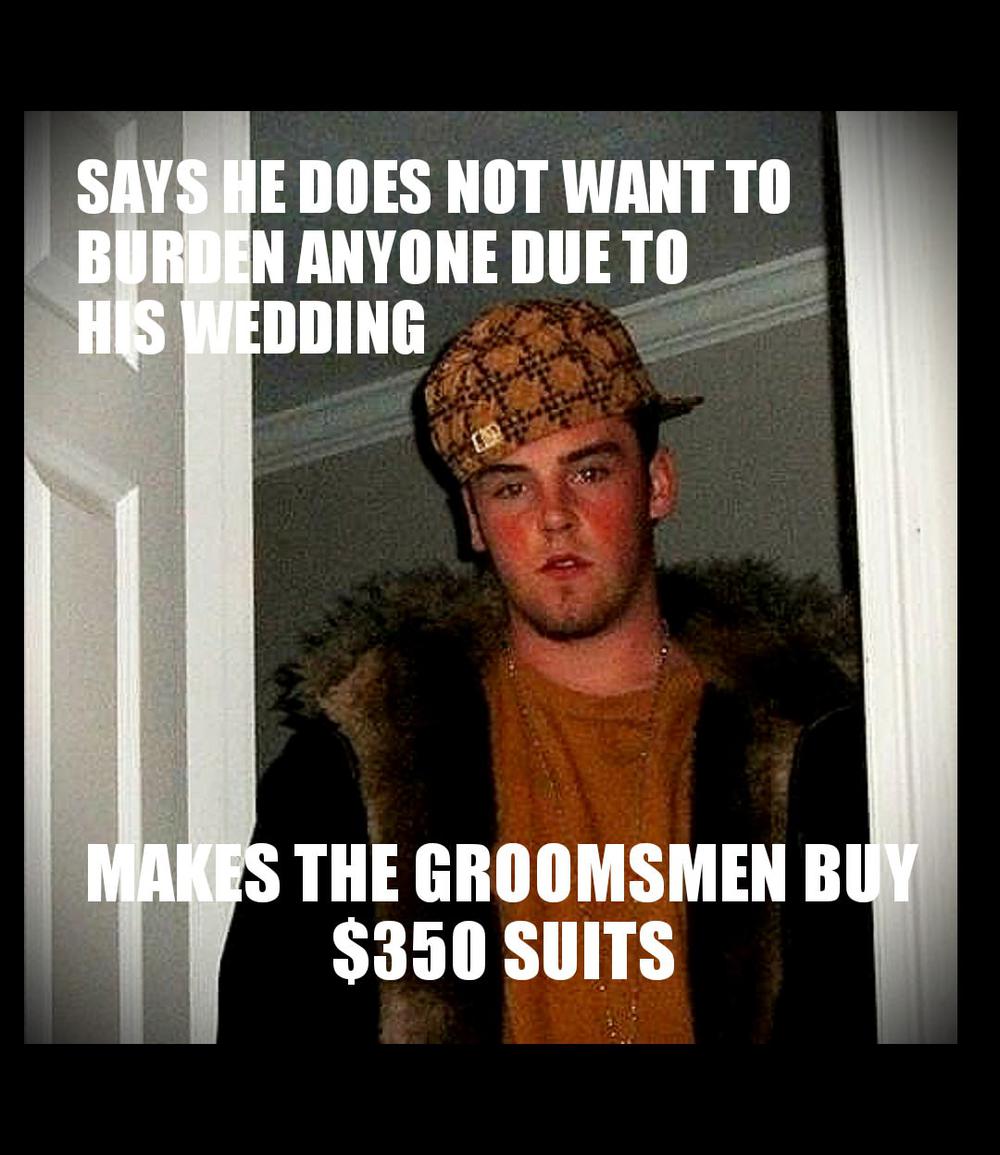 SAYS HE DOES NOT WANT TO
BURDEN ANYONE DUE TO
HIS WEDDING
MAKES THE GROOMSMEN BUY
$350 SUITS